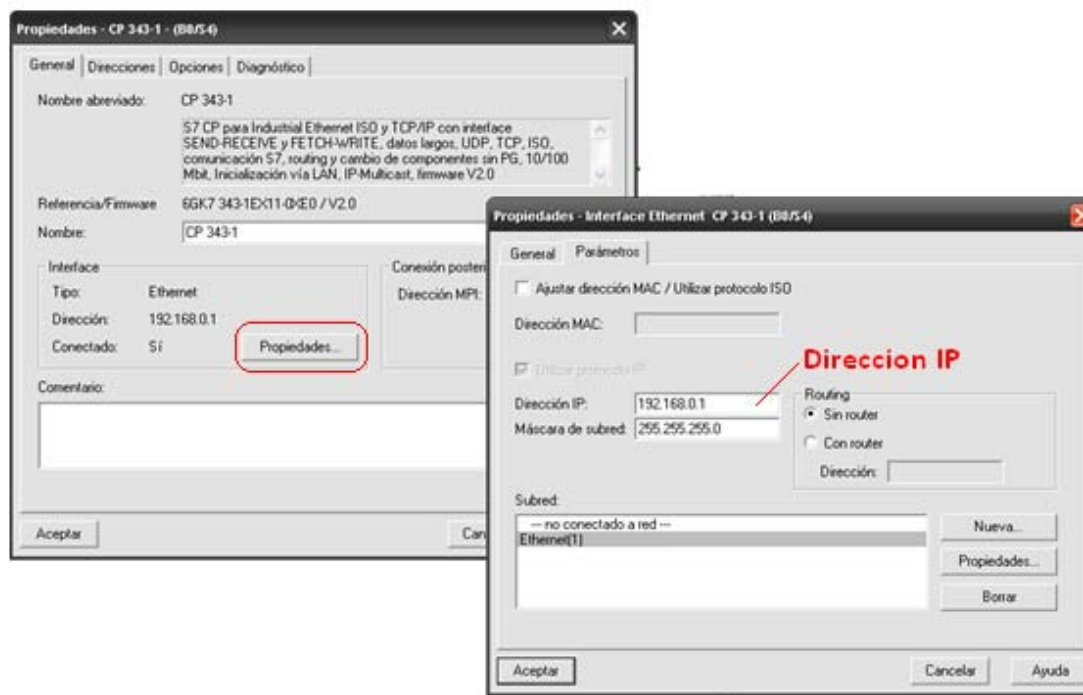 Propiedades - CP 343-1 - (B0/S4)
General Direcciones Opciones Diagnóstico
Nombre abreviado: CP 343-1
S7 CP para Industrial Ethernet ISO y TCP/IP con interface
SEND-RECEIVE y FETCH-WRITE, datos largos, UDP, TCP, ISO,
comunicación S7, routing y cambio de componentes sin PG, 10/100
Mbit, Inicialización vía LAN, IP-Multicast, firmware V2.0
Referencia/Firmware 6GK7 343-1EX11-0XE0 / V2.0
Nombre: CP 343-1
Interface
Tipo: Ethernet
Dirección: 192.168.0.1
Conectado: Sí Propiedades...
Conexión posteri
Dirección MPI:
Comentario:
Aceptar Can
Propiedades - Interface Ethernet CP 343-1 (B0/S4)
General Parámetros
Ajustar dirección MAC / Utilizar protocolo ISO
Dirección MAC:
Utilizar protocolo IP
Direccion IP
Dirección IP: 192.168.0.1
Máscara de subred: 255.255.255.0
Routing
Sin router
Con router
Dirección:
Subred:
--- no conectado a red ---
Ethernet(1)
Nueva...
Propiedades...
Borrar
Aceptar Cancelar Ayuda